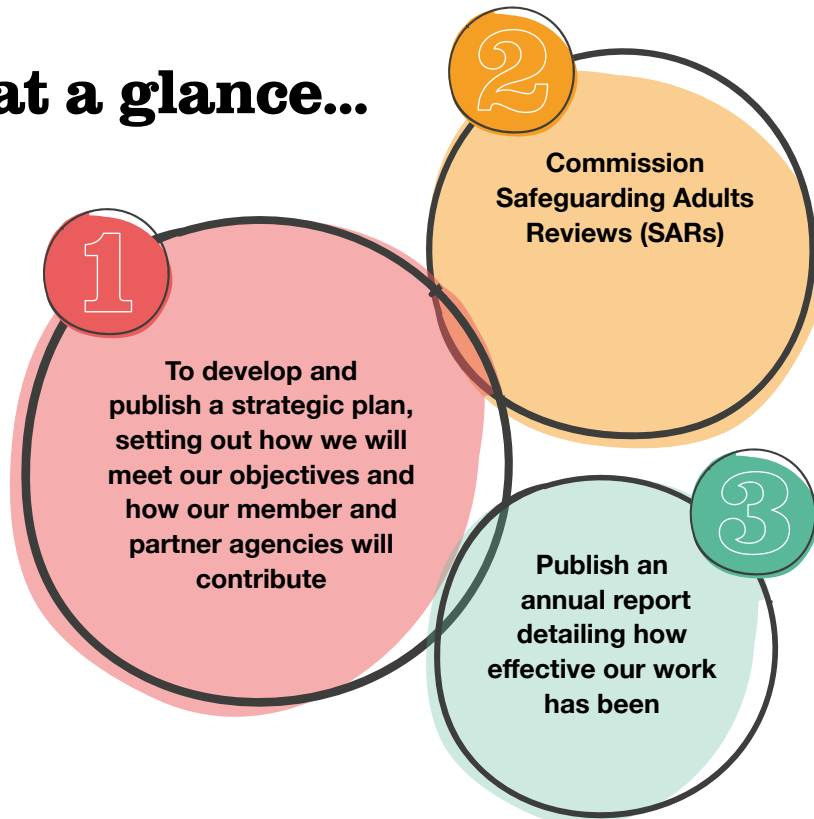 at a glance...
1
To develop and
publish a strategic plan,
setting out how we will
meet our objectives and
how our member and
partner agencies will
contribute
2
Commission
Safeguarding Adults
Reviews (SARs)
3
Publish an
annual report
detailing how
effective our work
has been